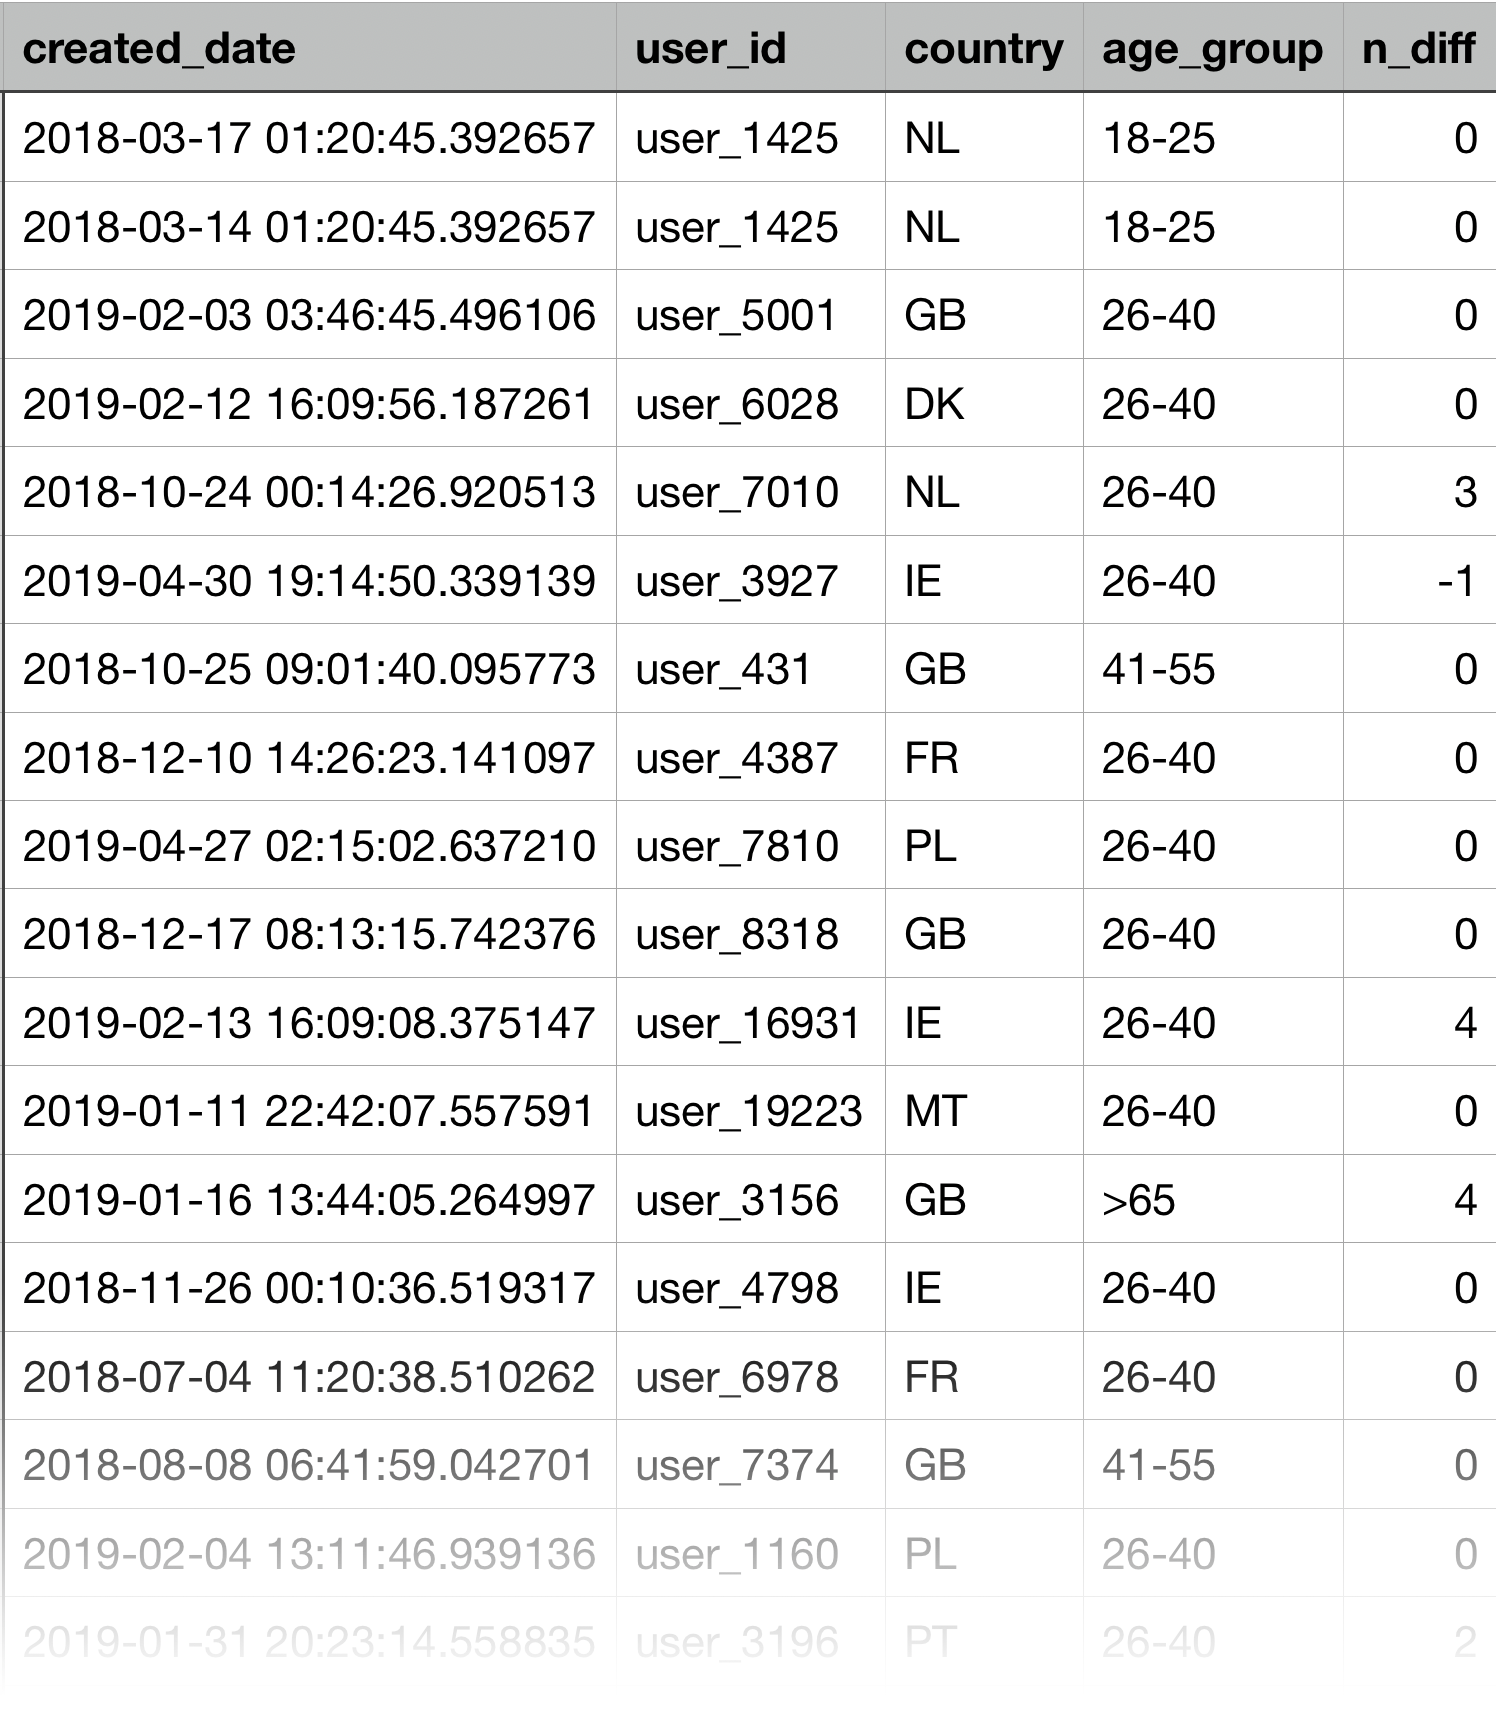 created_date user_id country age_group n_diff
2018-03-17 01:20:45.392657 user_1425 NL 18-25 0
2018-03-14 01:20:45.392657 user_1425 NL 18-25 0
2019-02-03 03:46:45.496106 user_5001 GB 26-40 0
2019-02-12 16:09:56.187261 user_6028 DK 26-40 0
2018-10-24 00:14:26.920513 user_7010 NL 26-40 3
2019-04-30 19:14:50.339139 user_3927 IE 26-40 -1
2018-10-25 09:01:40.095773 user_431 GB 41-55 0
2018-12-10 14:26:23.141097 user_4387 FR 26-40 0
2019-04-27 02:15:02.637210 user_7810 PL 26-40 0
2018-12-17 08:13:15.742376 user_8318 GB 26-40 0
2019-02-13 16:09:08.375147 user_16931 IE 26-40 4
2019-01-11 22:42:07.557591 user_19223 MT 26-40 0
2019-01-16 13:44:05.264997 user_3156 GB >65 4
2018-11-26 00:10:36.519317 user_4798 IE 26-40 0
2018-07-04 11:20:38.510262 user_6978 FR 26-40 0
2018-08-08 06:41:59.042701 user_7374 GB 41-55 0
2019-02-04 13:11:46.939136 user_1160 PL 26-40 0
2019-01-31 20:23:14.558835 user_3196 PT 26-40 2